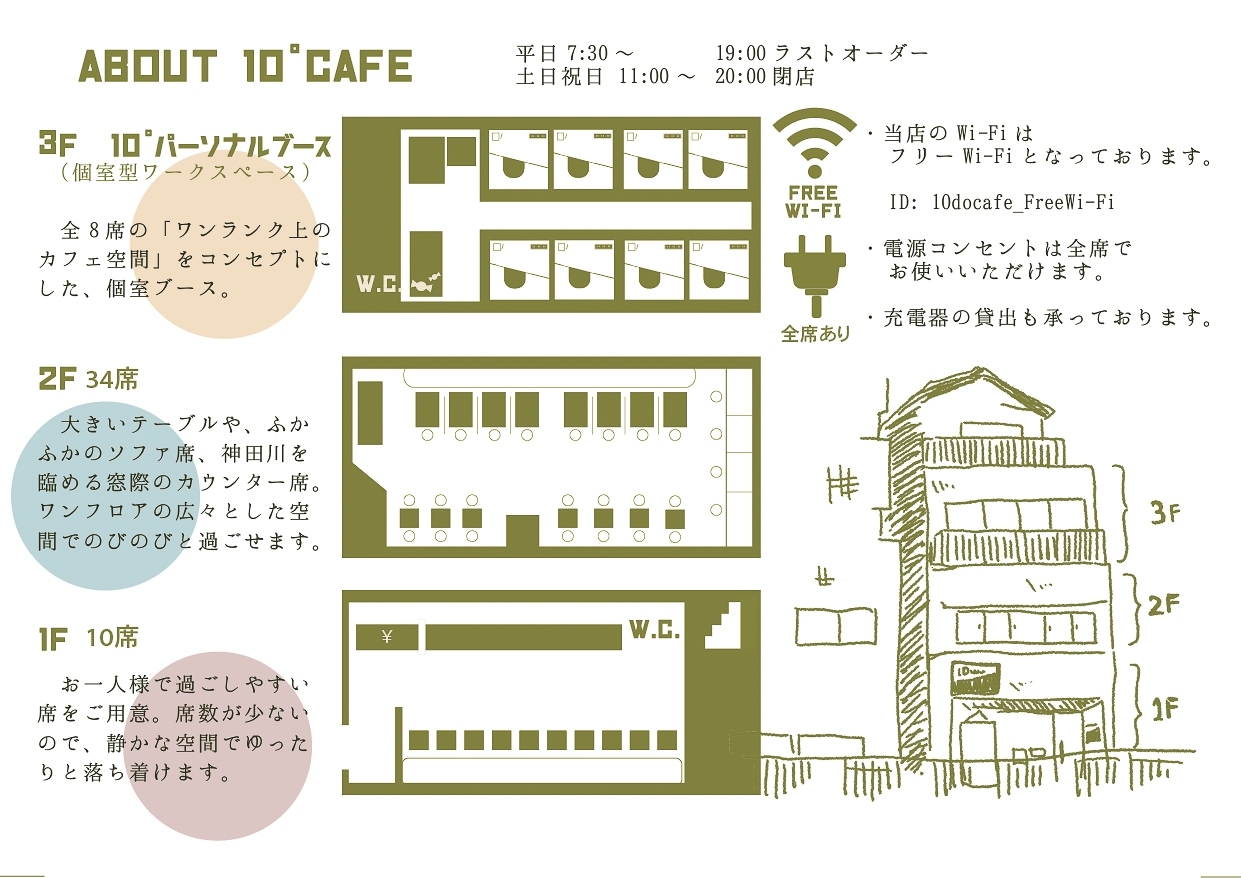 ABOUT 10°CAFE
平日 7:30 ～ 19:00 ラストオーダー
土日祝日 11:00 ～ 20:00 閉店
3F 10°パーソナルブース
（個室型ワークスペース）
全８席の「ワンランク上の
カフェ空間」をコンセプトに
した、個室ブース。
W.C.
FREE
WI-FI
・当店の Wi-Fi は
フリー Wi-Fi となっております。
ID: 10docafe_FreeWi-Fi
・電源コンセントは全席で
お使いいただけます。
全席あり
・充電器の貸出も承っております。
2F 34席
大きいテーブルや、ふか
ふかのソファ席、神田川を
臨める窓際のカウンター席。
ワンフロアの広々とした空
間でのびのびと過ごせます。
1F 10席
お一人様で過ごしやすい
席をご用意。席数が少ない
ので、静かな空間でゆった
りと落ち着けます。
¥
W.C.
3F
2F
1F